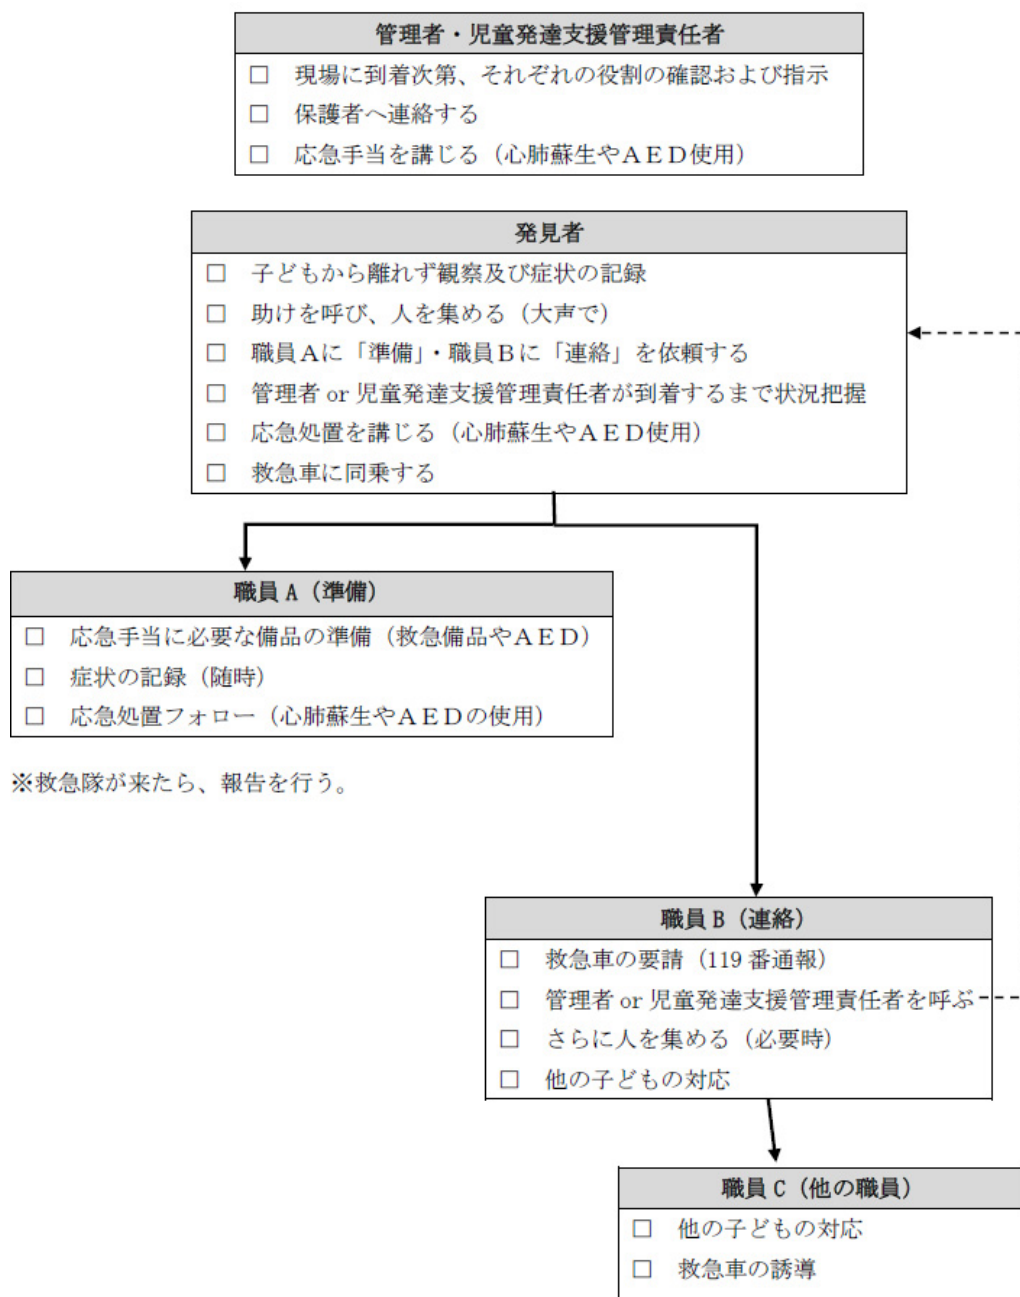 管理者・児童発達支援管理責任者
□ 現場に到着次第、それぞれの役割の確認および指示
□ 保護者へ連絡する
□ 応急手当を講じる（心肺蘇生やＡＥＤ使用）
発見者
□ 子どもから離れず観察及び症状の記録
□ 助けを呼び、人を集める（大声で）
□ 職員Ａに「準備」・職員Ｂに「連絡」を依頼する
□ 管理者 or 児童発達支援管理責任者が到着するまで状況把握
□ 応急処置を講じる（心肺蘇生やＡＥＤ使用）
□ 救急車に同乗する
職員 A（準備）
□ 応急手当に必要な備品の準備（救急備品やＡＥＤ）
□ 症状の記録（随時）
□ 応急処置フォロー（心肺蘇生やＡＥＤの使用）
※救急隊が来たら、報告を行う。
職員 B（連絡）
□ 救急車の要請（119 番通報）
□ 管理者 or 児童発達支援管理責任者を呼ぶ
□ さらに人を集める（必要時）
□ 他の子どもの対応
職員 C（他の職員）
□ 他の子どもの対応
□ 救急車の誘導